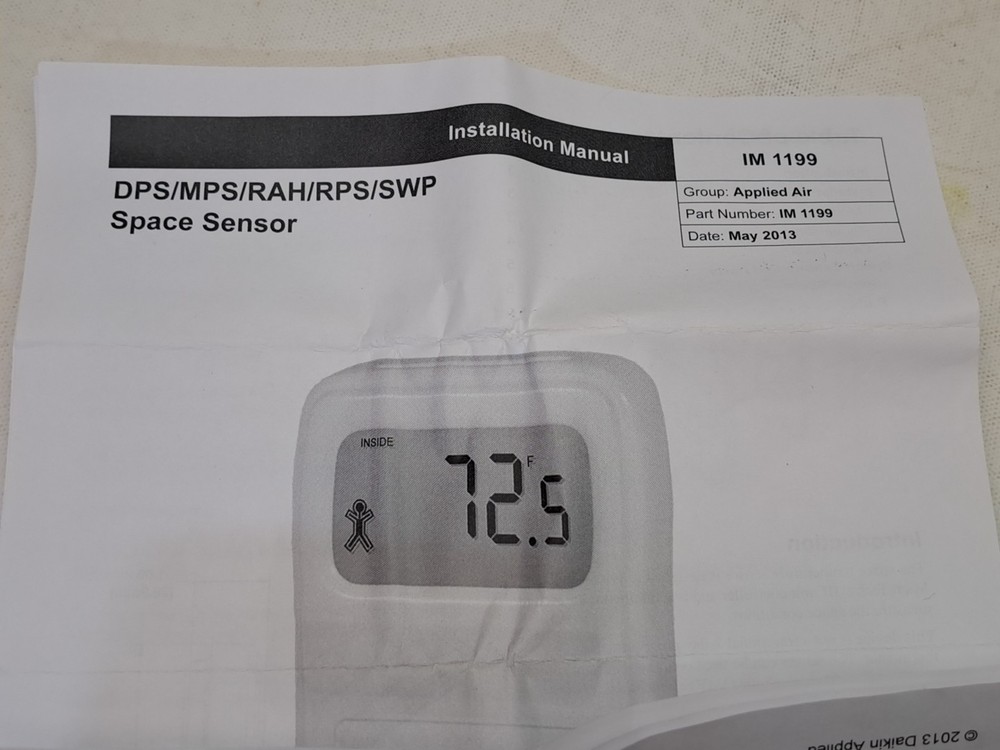 Installation Manual
IM 1199
Group: Applied Air
Part Number: IM 1199
Date: May 2013
DPS/MPS/RAH/RPS/SWP
Space Sensor
INSIDE
72.5 F
Introduction
© 2013 Daikin Applied